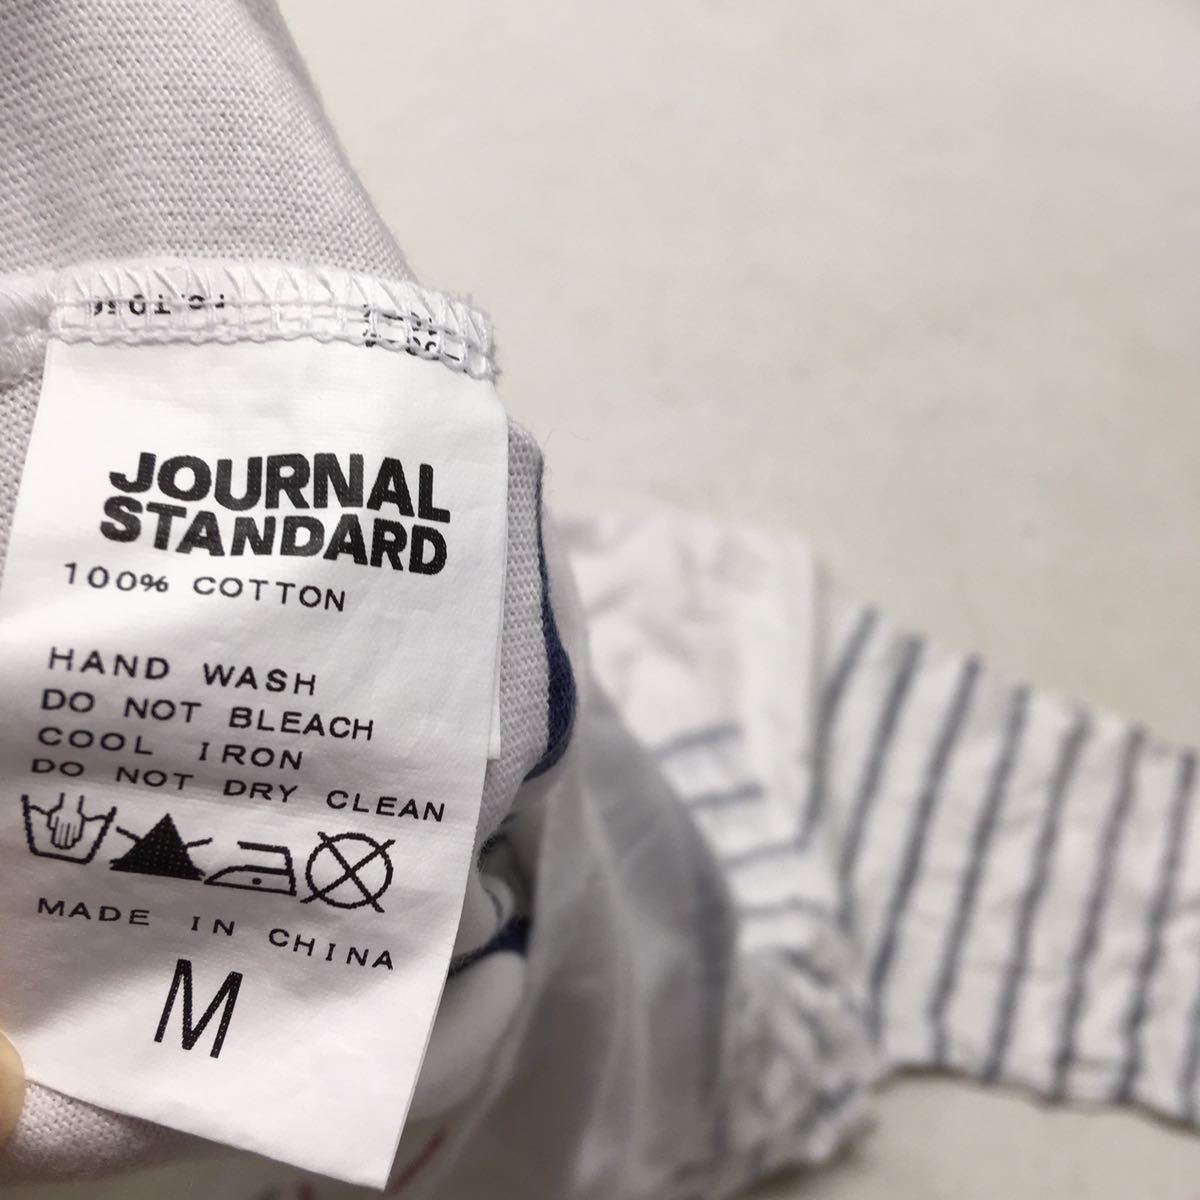 JOURNAL
STANDARD
100% COTTON
HAND WASH
DO NOT BLEACH
COOL IRON
DO NOT DRY CLEAN
MADE IN CHINA
M